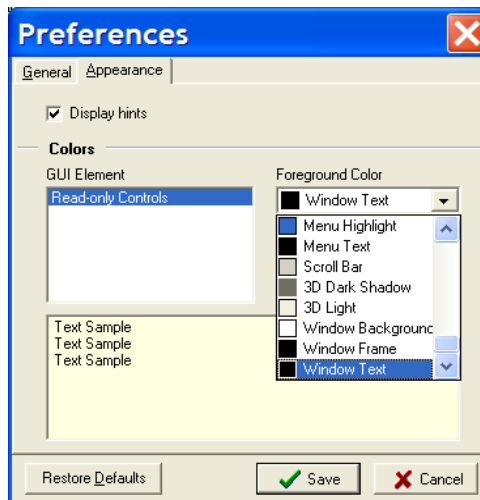 Preferences
General Appearance
Display hints
Colors
GUI Element Foreground Color
Read-only Controls Window Text
Menu Highlight
Menu Text
Scroll Bar
3D Dark Shadow
3D Light
Window Background
Window Frame
Window Text
Text Sample
Text Sample
Text Sample
Restore Defaults Save Cancel